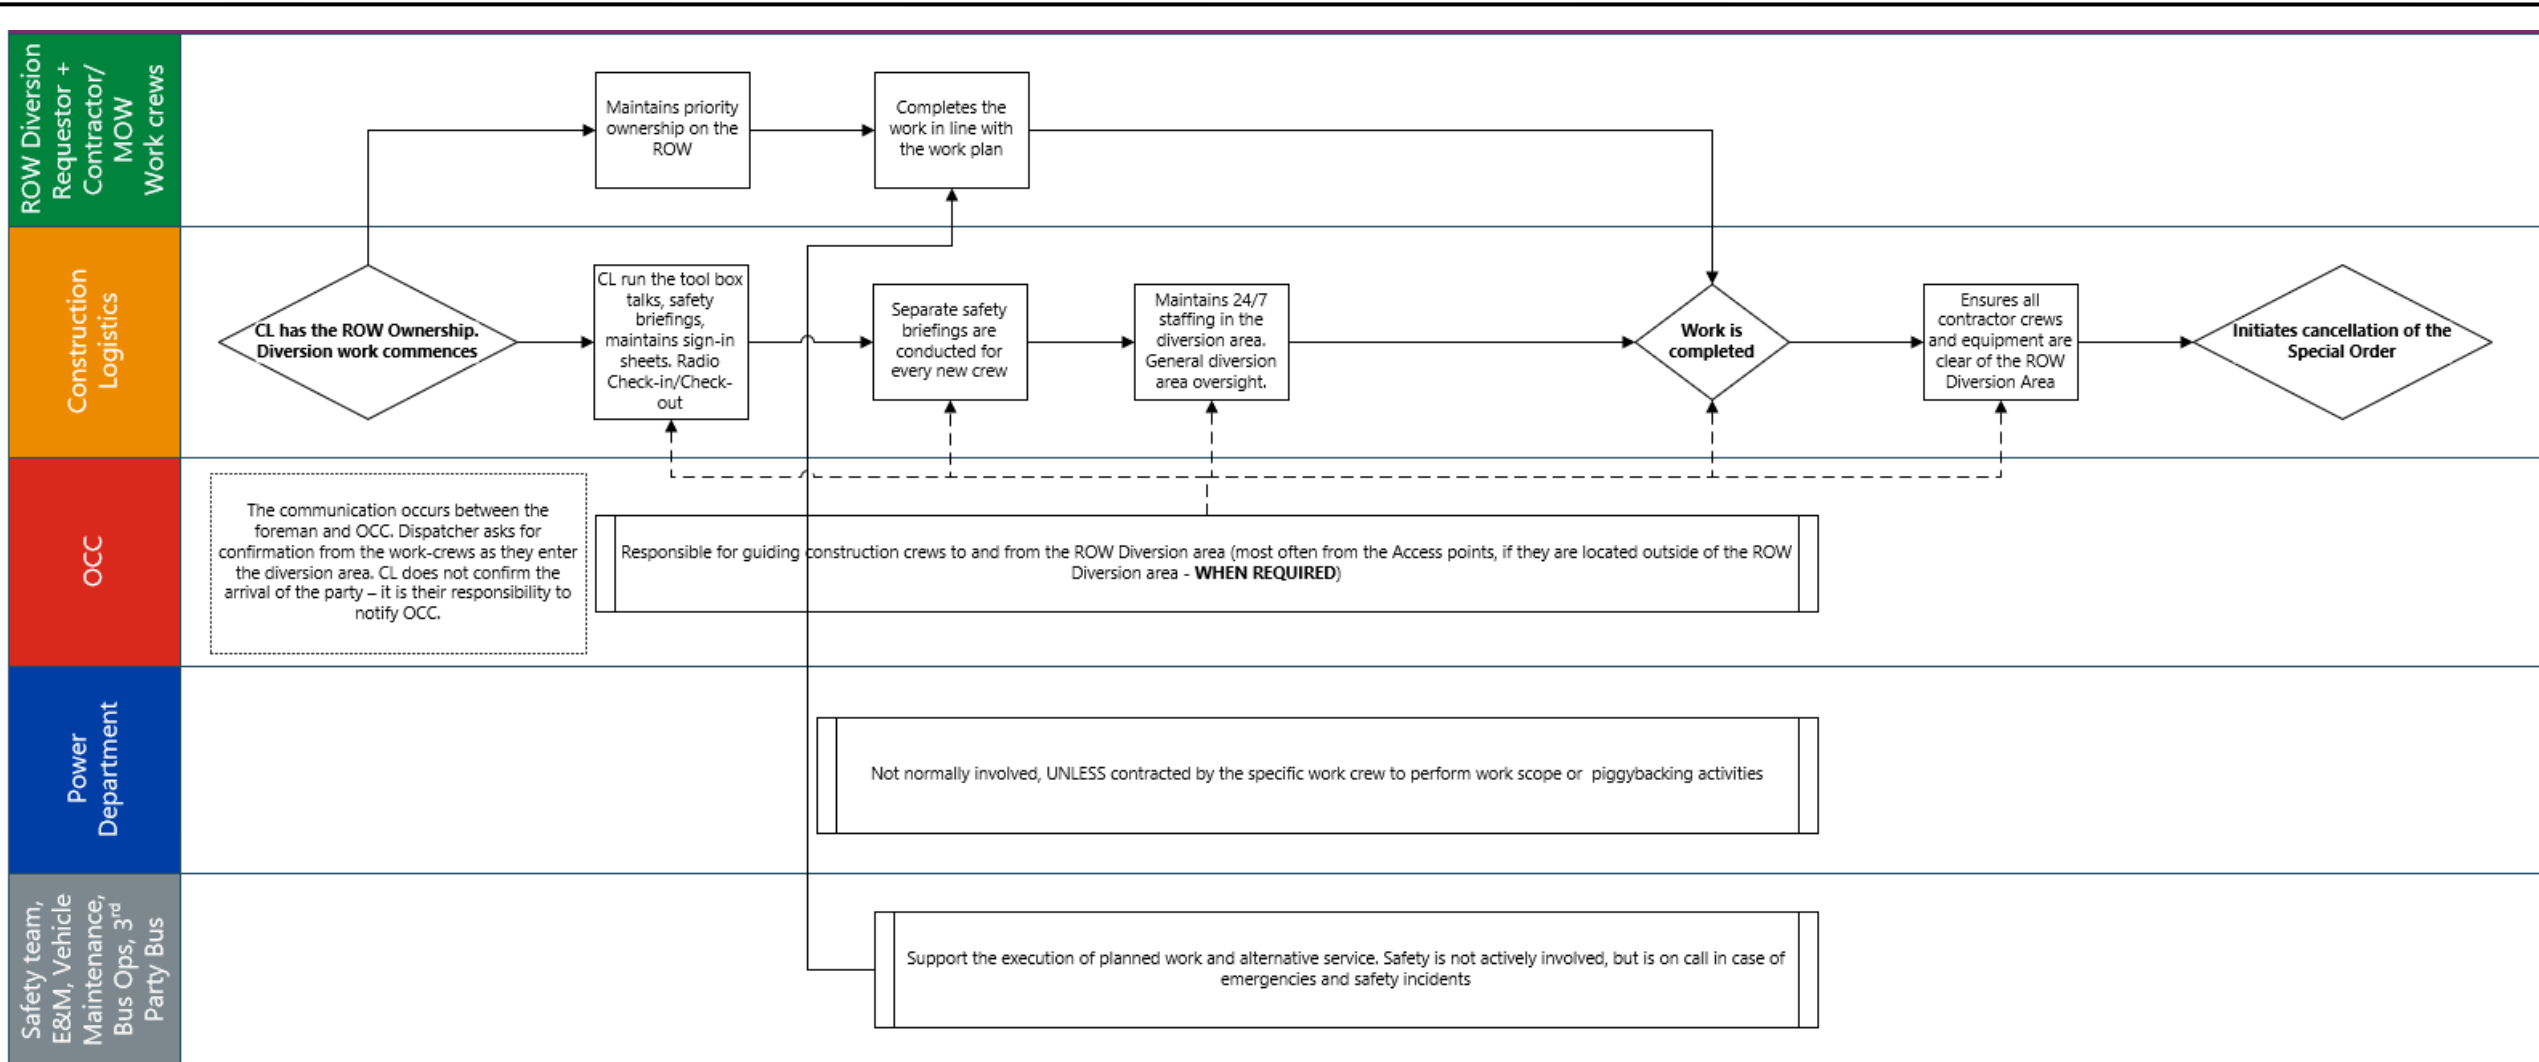 ROW Diversion
Requestor +
Contractor/
MOW
Work crews
Maintains priority
ownership on the
ROW
Completes the
work in line with
the work plan
Construction
Logistics
CL has the ROW Ownership.
Diversion work commences
CL run the tool box
talks, safety
briefings,
maintains sign-in
sheets. Radio
Check-in/Check-
out
Separate safety
briefings are
conducted for
every new crew
Maintains 24/7
staffing in the
diversion area.
General diversion
area oversight.
Work is
completed
Ensures all
contractor crews
and equipment are
clear of the ROW
Diversion Area
Initiates cancellation of the
Special Order
OCC
The communication occurs between the
foreman and OCC. Dispatcher asks for
confirmation from the work-crews as they enter
the diversion area. CL does not confirm the
arrival of the party – it is their responsibility to
notify OCC.
Responsible for guiding construction crews to and from the ROW Diversion area (most often from the Access points, if they are located outside of the ROW
Diversion area - WHEN REQUIRED)
Power
Department
Not normally involved, UNLESS contracted by the specific work crew to perform work scope or piggybacking activities
Safety team,
E&M, Vehicle
Maintenance,
Bus Ops, 3rd
Party Bus
Support the execution of planned work and alternative service. Safety is not actively involved, but is on call in case of
emergencies and safety incidents